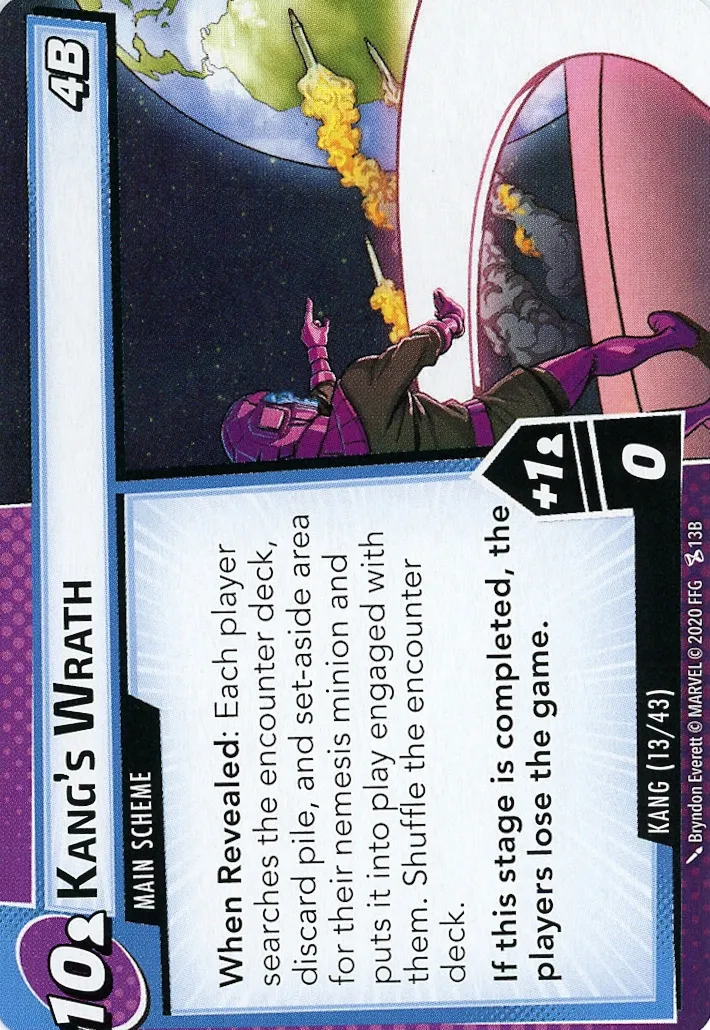 10
KANG'S WRATH
4B
MAIN SCHEME
When Revealed: Each player
searches the encounter deck,
discard pile, and set-aside area
for their nemesis minion and
puts it into play engaged with
them. Shuffle the encounter
deck.
If this stage is completed, the
players lose the game.
+1
0
KANG (13/43)
Bryndon Everett © MARVEL © 2020 FFG 13B